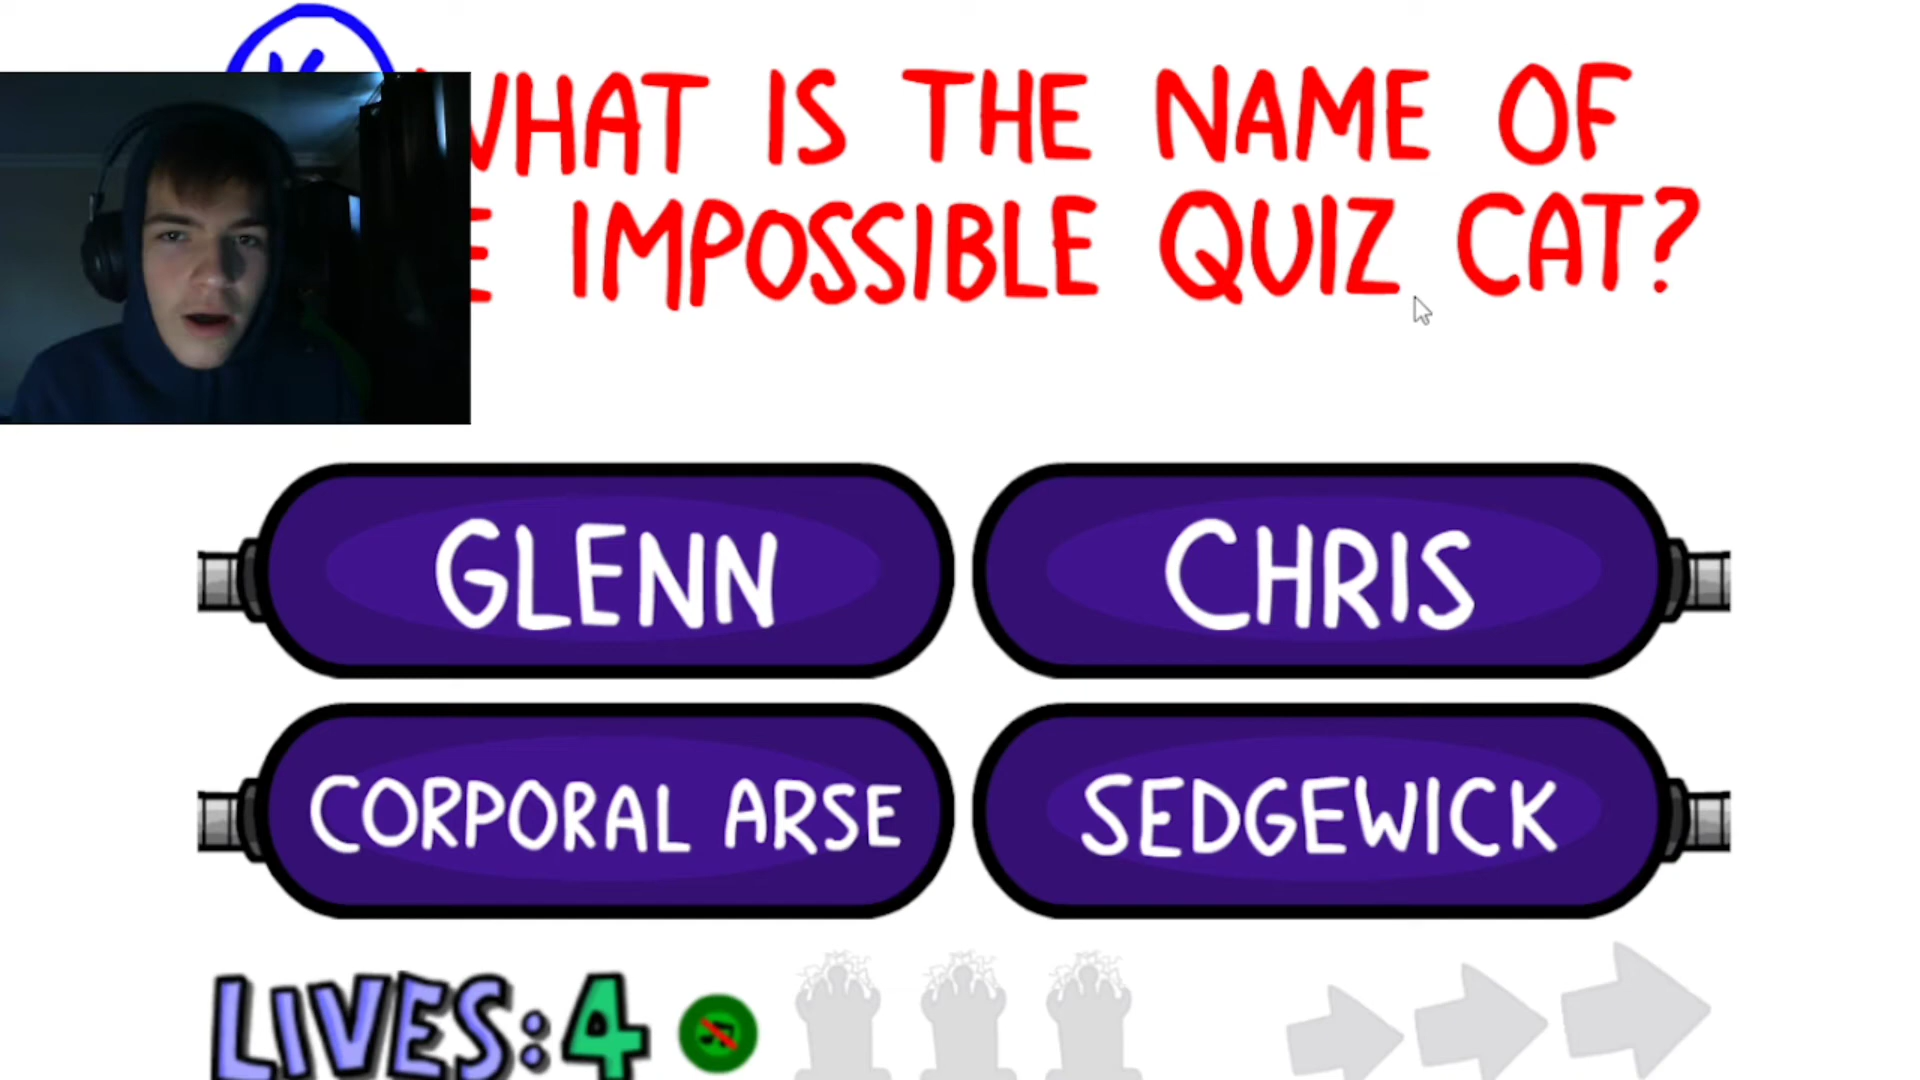 WHAT IS THE NAME OF
IMPOSSIBLE QUIZ CAT?
GLENN
CHRIS
CORPORAL ARSE
SEDGEWICK
LIVES: 4